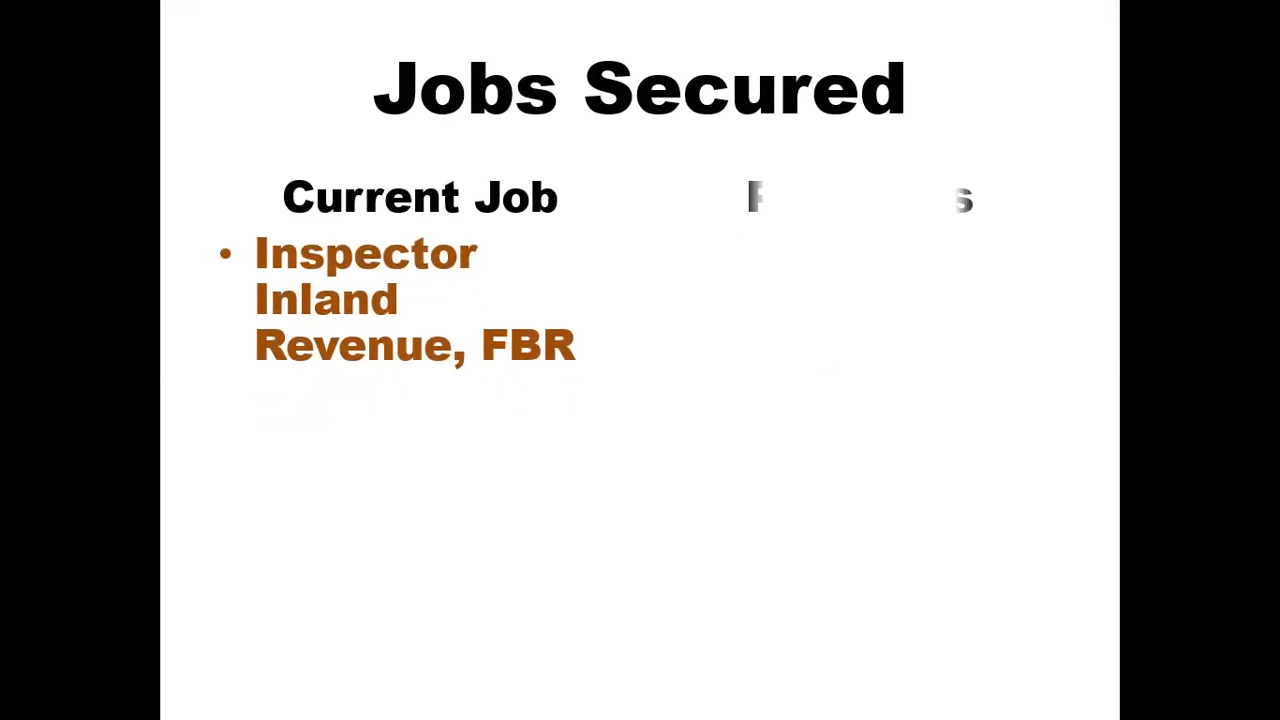 Jobs Secured
Current Job
• Inspector
Inland
Revenue, FBR